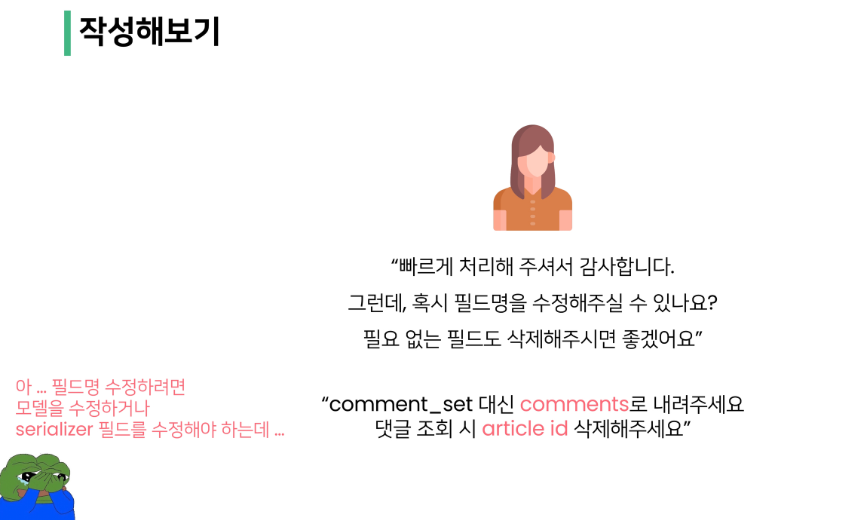 작성해보기
“빠르게 처리해 주셔서 감사합니다.
그런데, 혹시 필드명을 수정해주실 수 있나요?
필요 없는 필드도 삭제해주시면 좋겠어요”
“comment_set 대신 comments로 내려주세요
댓글 조회 시 article id 삭제해주세요”
아 ... 필드명 수정하려면
모델을 수정하거나
serializer 필드를 수정해야 하는데 ...